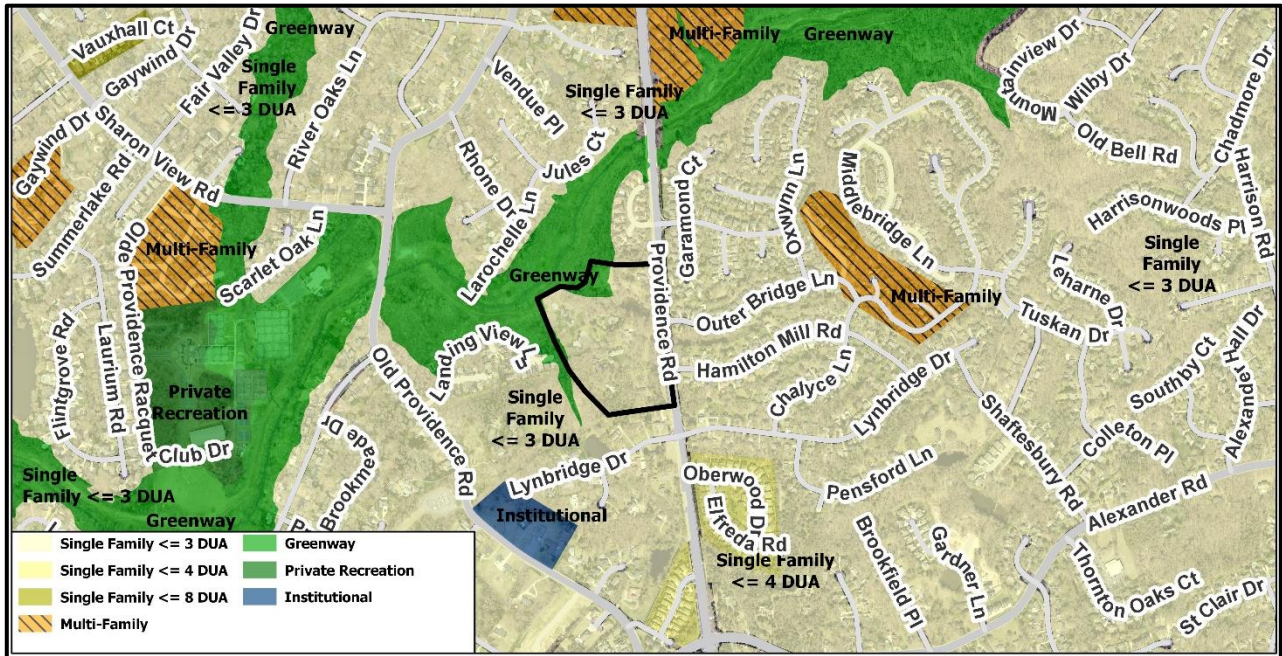 Vauxhall Ct
Gaywind Dr
Fair Valley Dr
Greenway
Single
Family
<= 3 DUA
River Oaks Ln
Vendue Pl
Single Family
<= 3 DUA
Multi-Family
Greenway
Mountainview Dr
Wilby Dr
Old Bell Rd
Chadmore Dr
Harrison Rd
Gaywind Dr
Sharon View Rd
Summerlake Rd
Rhone Dr
Jules Ct
Larochelle Ln
Garamond Ct
Oxwynn Ln
Middlebridge Ln
Harrisonwoods Pl
Single
Family
<= 3 DUA
Multi-Family
Scarlet Oak Ln
Greenway
Providence Rd
Outer Bridge Ln
Multi-Family
Leharne Dr
Tuskan Dr
Flintgrove Rd
Laurium Rd
Olde Providence Racquet
Club Dr
Private
Recreation
Old Providence Rd
Landing View L
Hamilton Mill Rd
Chalyce Ln
Lynbridge Dr
Southby Ct
Alexander Hall Dr
Colleton Pl
Shaftesbury Rd
Single
Family
<= 3 DUA
Single
Family <= 3 DUA
Greenway
Brookmeade Dr
Lynbridge Dr
Institutional
Oberwood Dr
Elfreda Rd
Pensford Ln
Single Family
<= 4 DUA
Brookfield Pl
Gardner Ln
Alexander Rd
Thornton Oaks Ct
St Clair Dr
Single Family <= 3 DUA
Single Family <= 4 DUA
Single Family <= 8 DUA
Multi-Family
Greenway
Private Recreation
Institutional